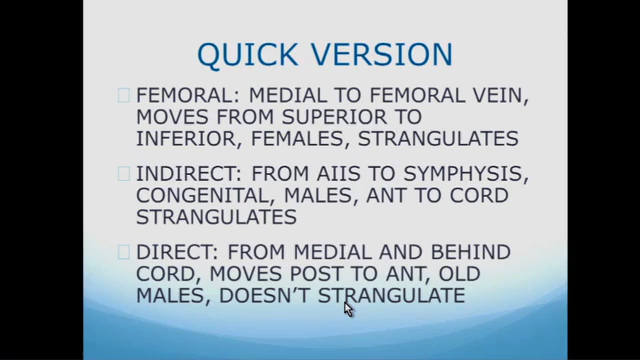 QUICK VERSION
FEMORAL: MEDIAL TO FEMORAL VEIN,
MOVES FROM SUPERIOR TO
INFERIOR, FEMALES, STRANGULATES
INDIRECT: FROM AIIS TO SYMPHYSIS,
CONGENITAL, MALES, ANT TO CORD
STRANGULATES
DIRECT: FROM MEDIAL AND BEHIND
CORD, MOVES POST TO ANT, OLD
MALES, DOESN'T STRANGULATE